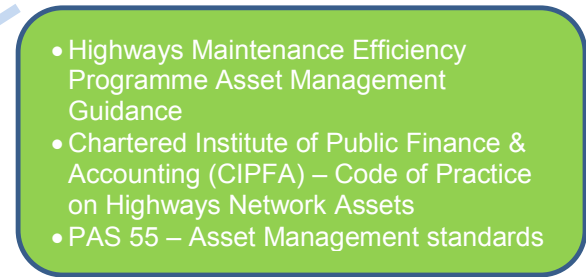 • Highways Maintenance Efficiency
Programme Asset Management
Guidance
• Chartered Institute of Public Finance &
Accounting (CIPFA) – Code of Practice
on Highways Network Assets
• PAS 55 – Asset Management standards